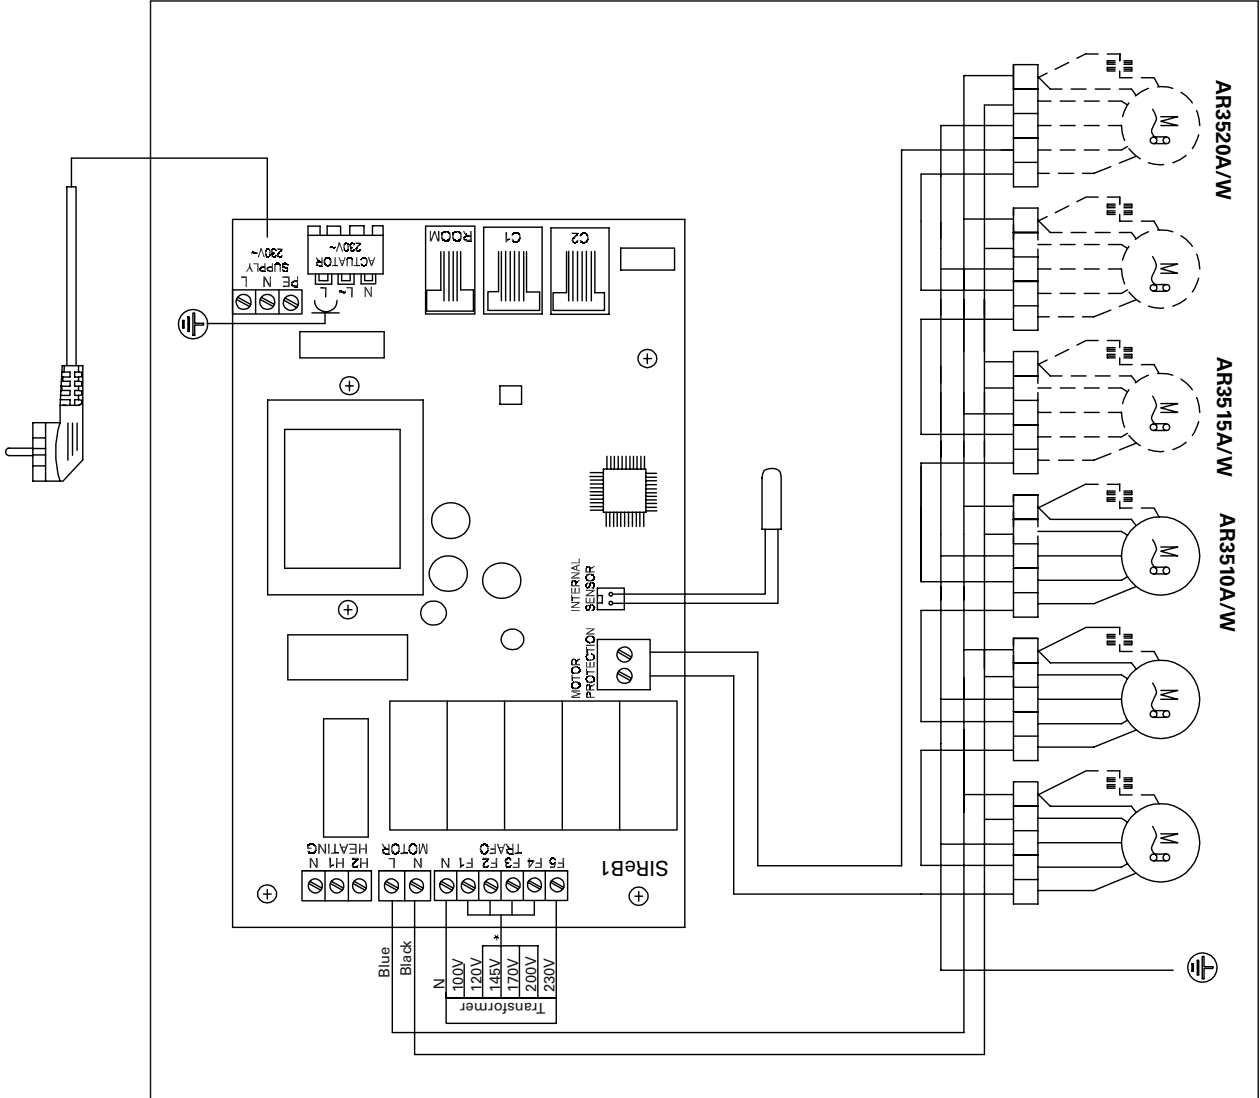 AR3520A/W
AR3515A/W
AR3510A/W
M
M
M
M
M
M
230V~
SUPPLY
L N PE
230V~
ACTUATOR
L L~ N
ROOM
C1
C2
INTERNAL
SENSOR
MOTOR
PROTECTION
HEATING
N H1 H2
MOTOR
L N
TRAFO
N F1 F2 F3 F4 F5
SIReB1
Blue
Black
*
N
100V
120V
145V
170V
200V
230V
Transformer